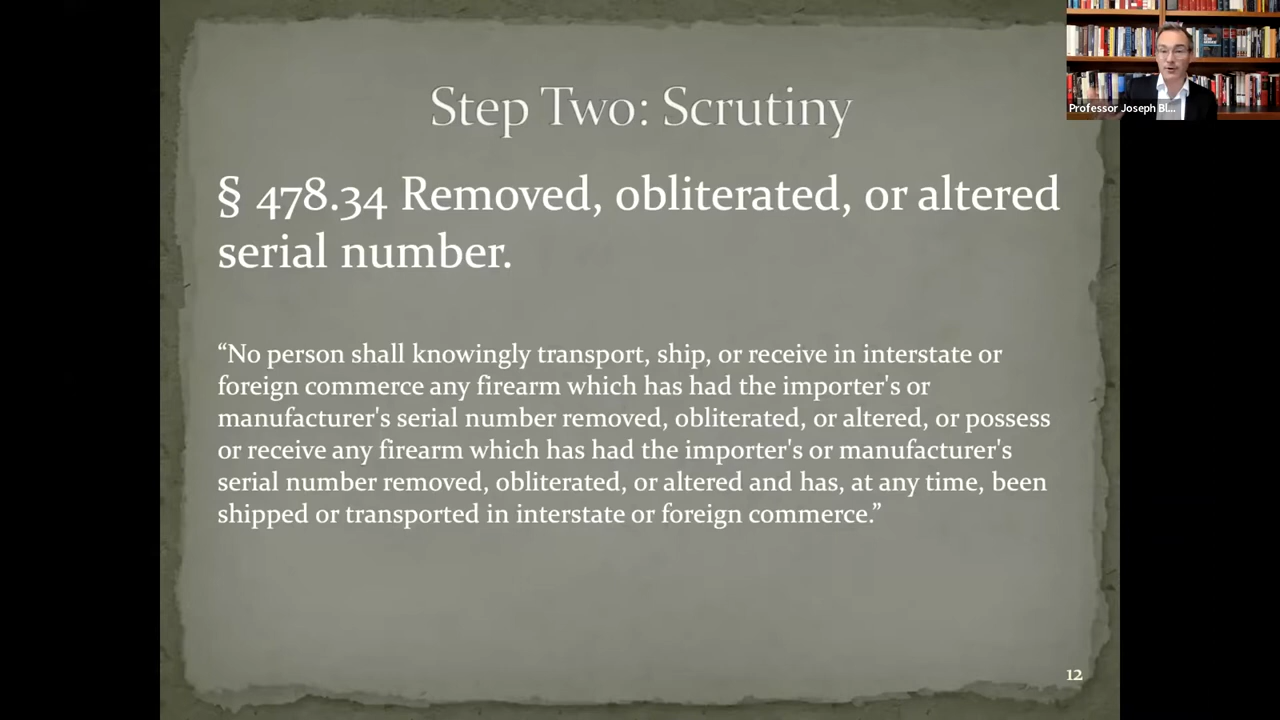 Step Two: Scrutiny
§ 478.34 Removed, obliterated, or altered
serial number.
“No person shall knowingly transport, ship, or receive in interstate or
foreign commerce any firearm which has had the importer's or
manufacturer's serial number removed, obliterated, or altered, or possess
or receive any firearm which has had the importer's or manufacturer's
serial number removed, obliterated, or altered and has, at any time, been
shipped or transported in interstate or foreign commerce.”
12
Professor Joseph Bl...